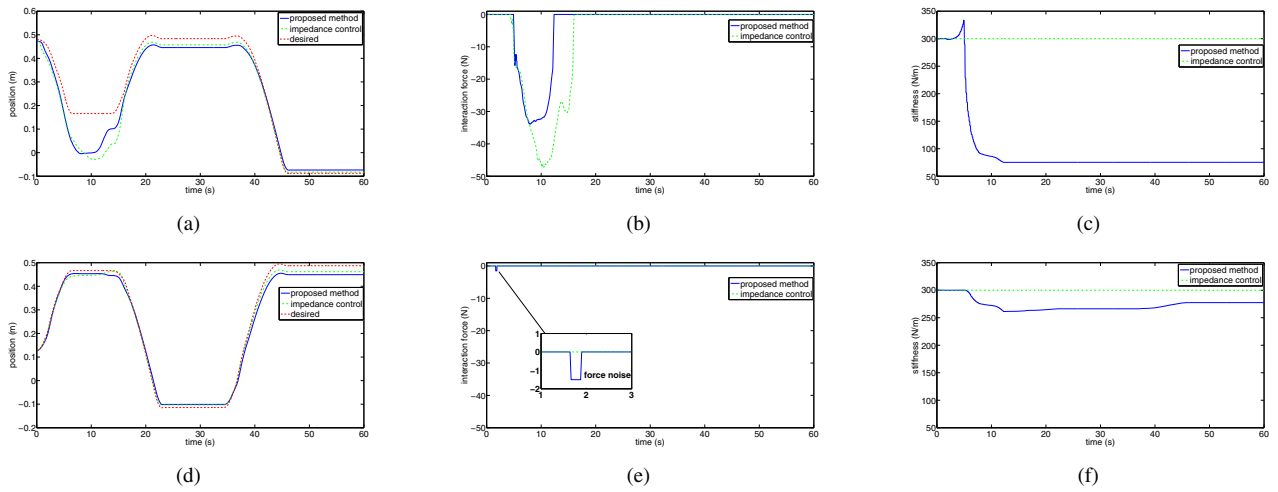 0.6
0.5
0.4
0.3
0.2
0.1
0
−0.1
0 10 20 30 40 50 60
position (m)
time (s)
proposed method
impedance control
desired
(a)
0
−10
−20
−30
−40
−50
0 10 20 30 40 50 60
interaction force (N)
time (s)
proposed method
impedance control
(b)
350
300
250
200
150
100
50
0 10 20 30 40 50 60
stiffness (N/m)
time (s)
proposed method
impedance control
(c)
0.5
0.4
0.3
0.2
0.1
0
−0.1
−0.2
0 10 20 30 40 50 60
position (m)
time (s)
proposed method
impedance control
desired
(d)
0
−10
−20
−30
−40
−50
0 10 20 30 40 50 60
interaction force (N)
time (s)
proposed method
impedance control
1
0
−1
−2
1 2 3
force noise
(e)
350
300
250
200
150
100
50
0 10 20 30 40 50 60
stiffness (N/m)
time (s)
proposed method
impedance control
(f)